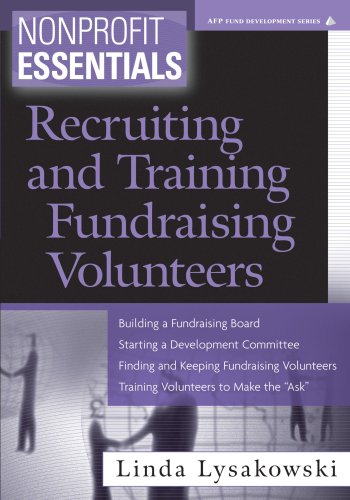 NONPROFIT
ESSENTIALS
AFP FUND DEVELOPMENT SERIES
Recruiting
and Training
Fundraising
Volunteers
Building a Fundraising Board
Starting a Development Committee
Finding and Keeping Fundraising Volunteers
Training Volunteers to Make the “Ask”
Linda Lysakowski